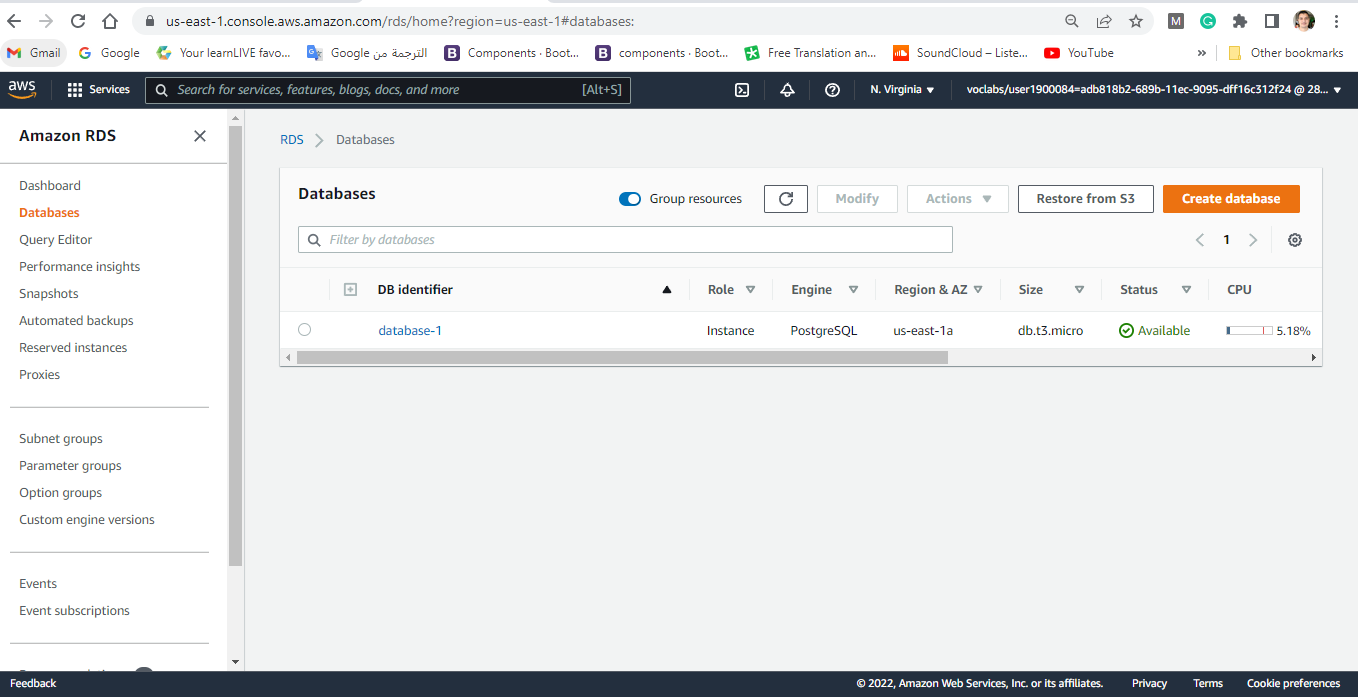 us-east-1.console.aws.amazon.com/rds/home?region=us-east-1#databases:
M
G
Gmail
Google
Your learnLIVE favo...
الترجمة من Google
B Components · Boot...
B components · Boot...
Free Translation an...
SoundCloud – Liste...
YouTube
»
Other bookmarks
aws
Services
Search for services, features, blogs, docs, and more [Alt+S]
N. Virginia
voclabs/user1900084=adb818b2-689b-11ec-9095-dff16c312f24 @ 28...
Amazon RDS
Dashboard
Databases
Query Editor
Performance insights
Snapshots
Automated backups
Reserved instances
Proxies
Subnet groups
Parameter groups
Option groups
Custom engine versions
Events
Event subscriptions
RDS > Databases
Databases
Group resources
Modify
Actions
Restore from S3
Create database
Filter by databases
1
DB identifier Role Engine Region & AZ Size Status CPU
database-1 Instance PostgreSQL us-east-1a db.t3.micro Available 5.18%
Feedback
© 2022, Amazon Web Services, Inc. or its affiliates. Privacy Terms Cookie preferences